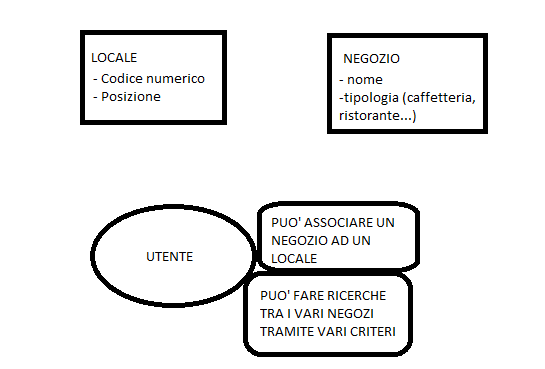 LOCALE
- Codice numerico
- Posizione
NEGOZIO
- nome
-tipologia (caffetteria,
ristorante...)
UTENTE
PUO' ASSOCIARE UN
NEGOZIO AD UN
LOCALE
PUO' FARE RICERCHE
TRA I VARI NEGOZI
TRAMITE VARI CRITERI